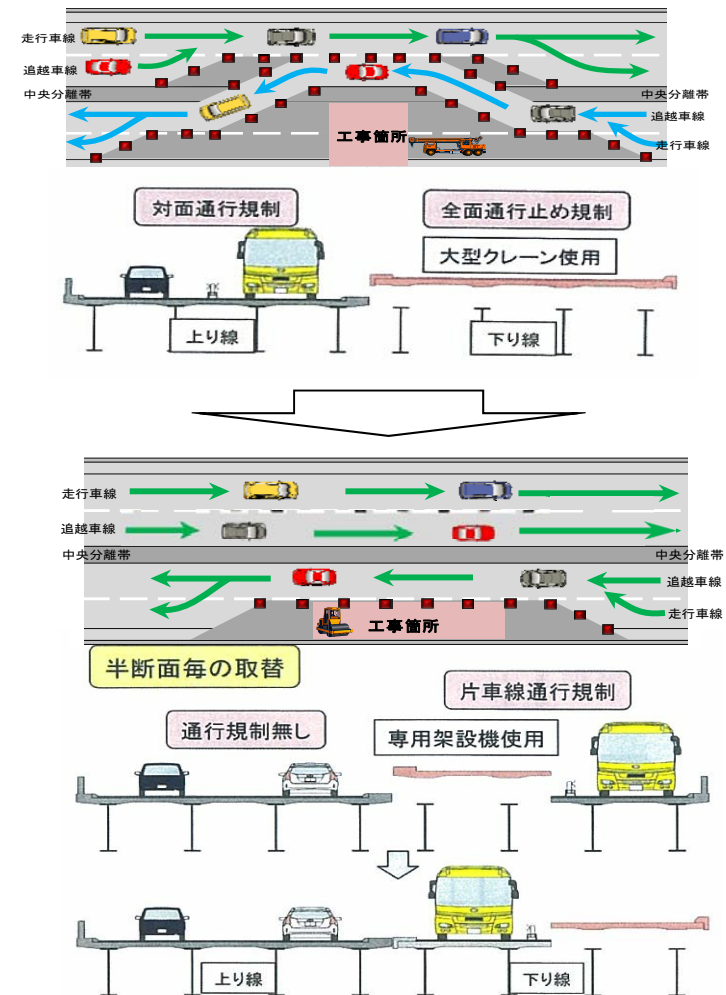 走行車線
追越車線
中央分離帯
中央分離帯
追越車線
走行車線
工事箇所
対面通行規制
全面通行止め規制
大型クレーン使用
上り線
下り線
走行車線
追越車線
中央分離帯
中央分離帯
追越車線
走行車線
工事箇所
半断面毎の取替
片車線通行規制
通行規制無し
専用架設機使用
上り線
下り線